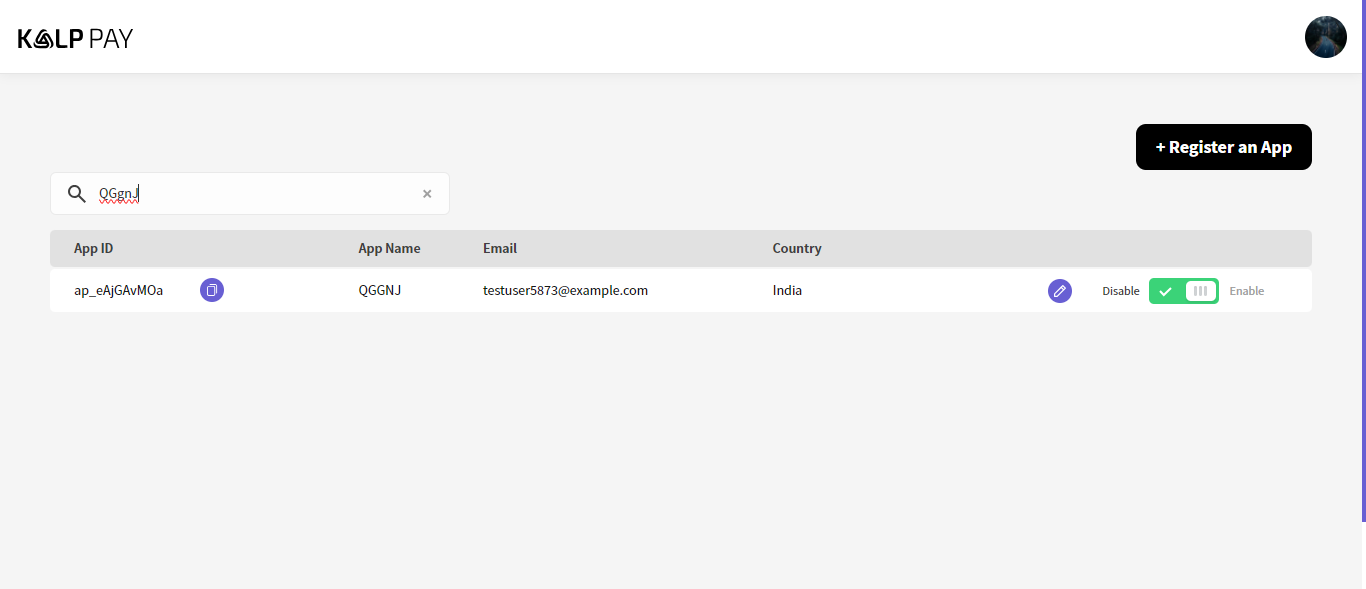 KALP PAY
+ Register an App
QGgnJ
App ID App Name Email Country
ap_eAjGAvMOa QGGNJ testuser5873@example.com India Disable Enable